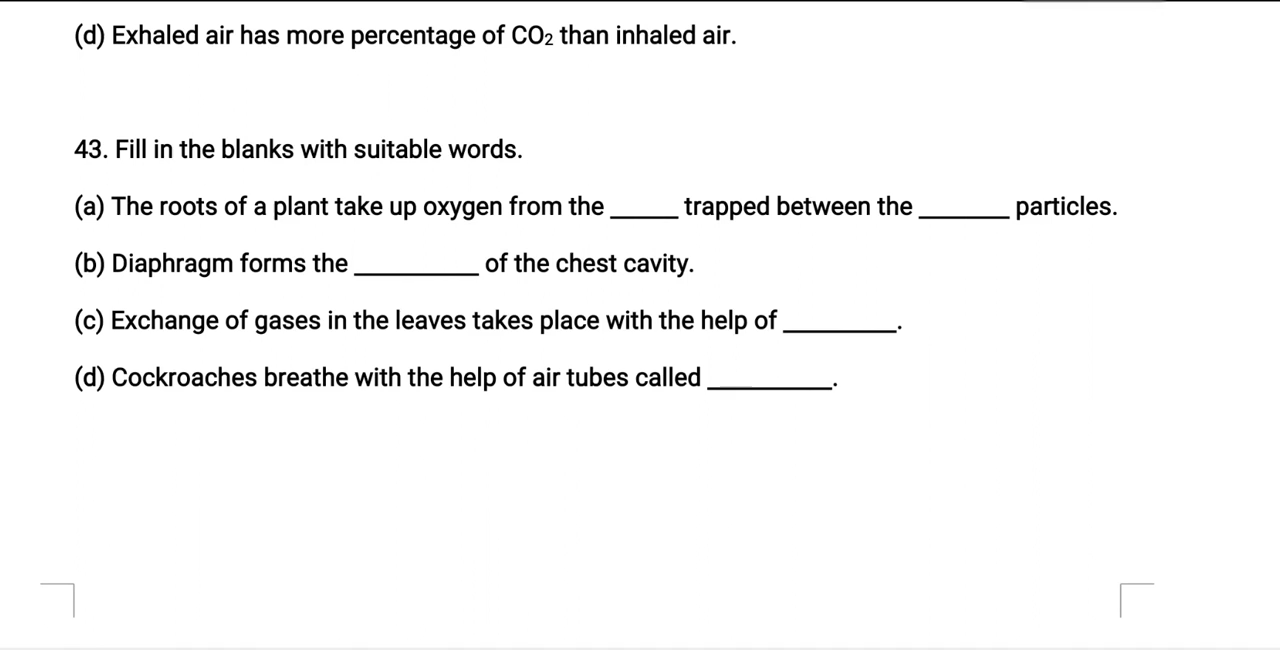 (d) Exhaled air has more percentage of CO₂ than inhaled air.
43. Fill in the blanks with suitable words.
(a) The roots of a plant take up oxygen from the _____ trapped between the _______ particles.
(b) Diaphragm forms the __________ of the chest cavity.
(c) Exchange of gases in the leaves takes place with the help of _________.
(d) Cockroaches breathe with the help of air tubes called __________.